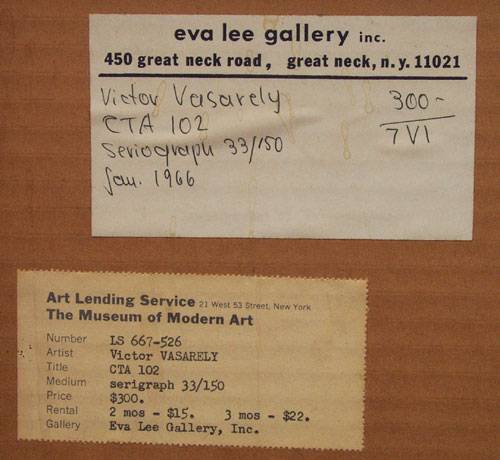 eva lee gallery inc.
450 great neck road, great neck, n.y. 11021
Victor Vasarely 300-
CTA 102 7 VI
Seriograph 33/150
Jan. 1966
Art Lending Service 21 West 53 Street, New York
The Museum of Modern Art
Number LS 667-526
Artist Victor VASARELY
Title CTA 102
Medium serigraph 33/150
Price $300.
Rental 2 mos - $15. 3 mos - $22.
Gallery Eva Lee Gallery, Inc.